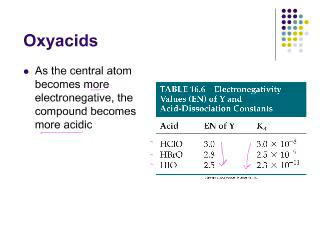 Oxyacids
As the central atom
becomes more
electronegative, the
compound becomes
more acidic
TABLE 16.6 Electronegativity
Values (EN) of Y and
Acid-Dissociation Constants
Acid EN of Y Ka
HClO 3.0 3.0 × 10⁻⁸
HBrO 2.8 2.5 × 10⁻⁹
HIO 2.5 2.3 × 10⁻¹¹